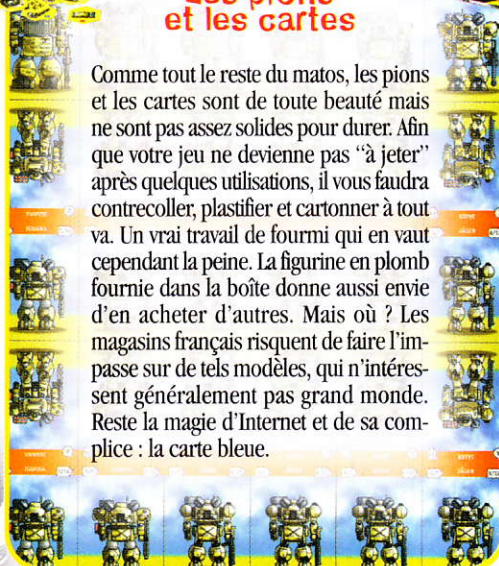 Les pions
et les cartes
Comme tout le reste du matos, les pions
et les cartes sont de toute beauté mais
ne sont pas assez solides pour durer. Afin
que votre jeu ne devienne pas “à jeter”
après quelques utilisations, il vous faudra
contrecoller, plastifier et cartonner à tout
va. Un vrai travail de fourmi qui en vaut
cependant la peine. La figurine en plomb
fournie dans la boîte donne aussi envie
d’en acheter d’autres. Mais où ? Les
magasins français risquent de faire l’im-
passe sur de tels modèles, qui n’intéres-
sent généralement pas grand monde.
Reste la magie d’Internet et de sa com-
plice : la carte bleue.